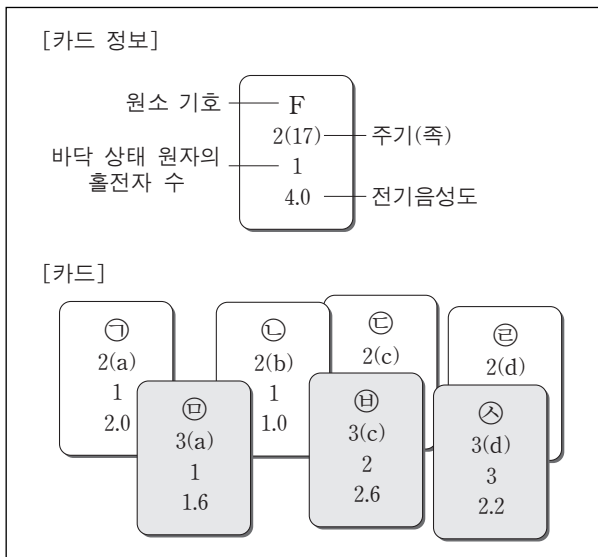 [카드 정보]
원소 기호
F
2(17)
주기(족)
바닥 상태 원자의
홀전자 수
1
4.0
전기음성도
[카드]
㉠
2(a)
1
2.0
㉡
2(b)
1
1.0
㉢
2(c)
㉣
2(d)
㉤
3(a)
1
1.6
㉥
3(c)
2
2.6
㉦
3(d)
3
2.2